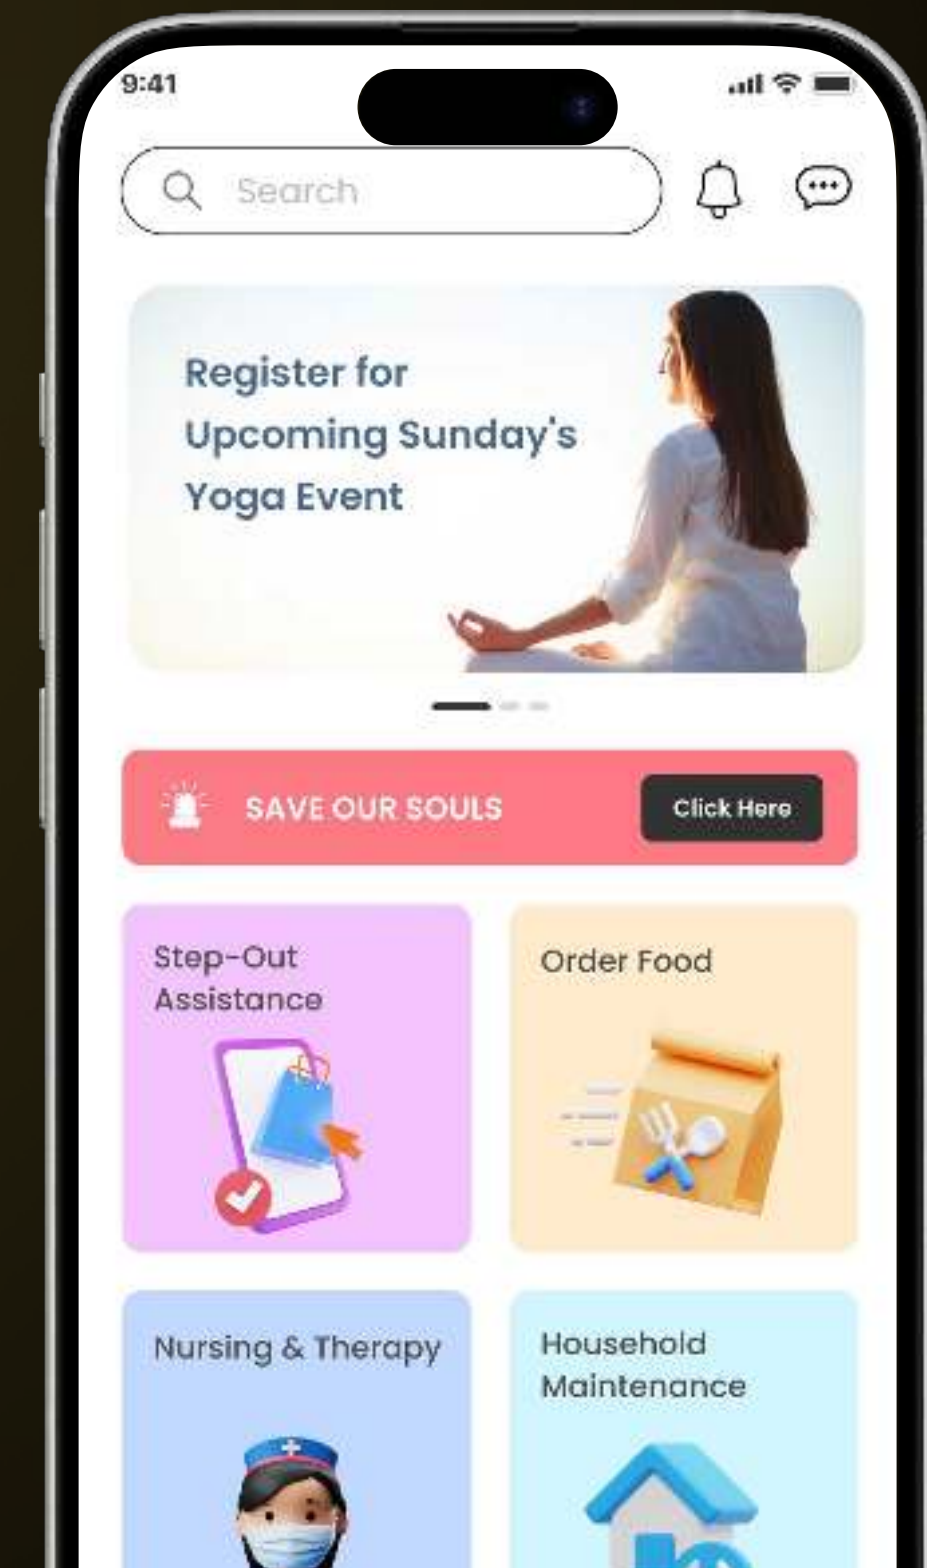 9:41
Search
Register for
Upcoming Sunday's
Yoga Event
SAVE OUR SOULS
Click Here
Step-Out
Assistance
Order Food
Nursing & Therapy
Household
Maintenance